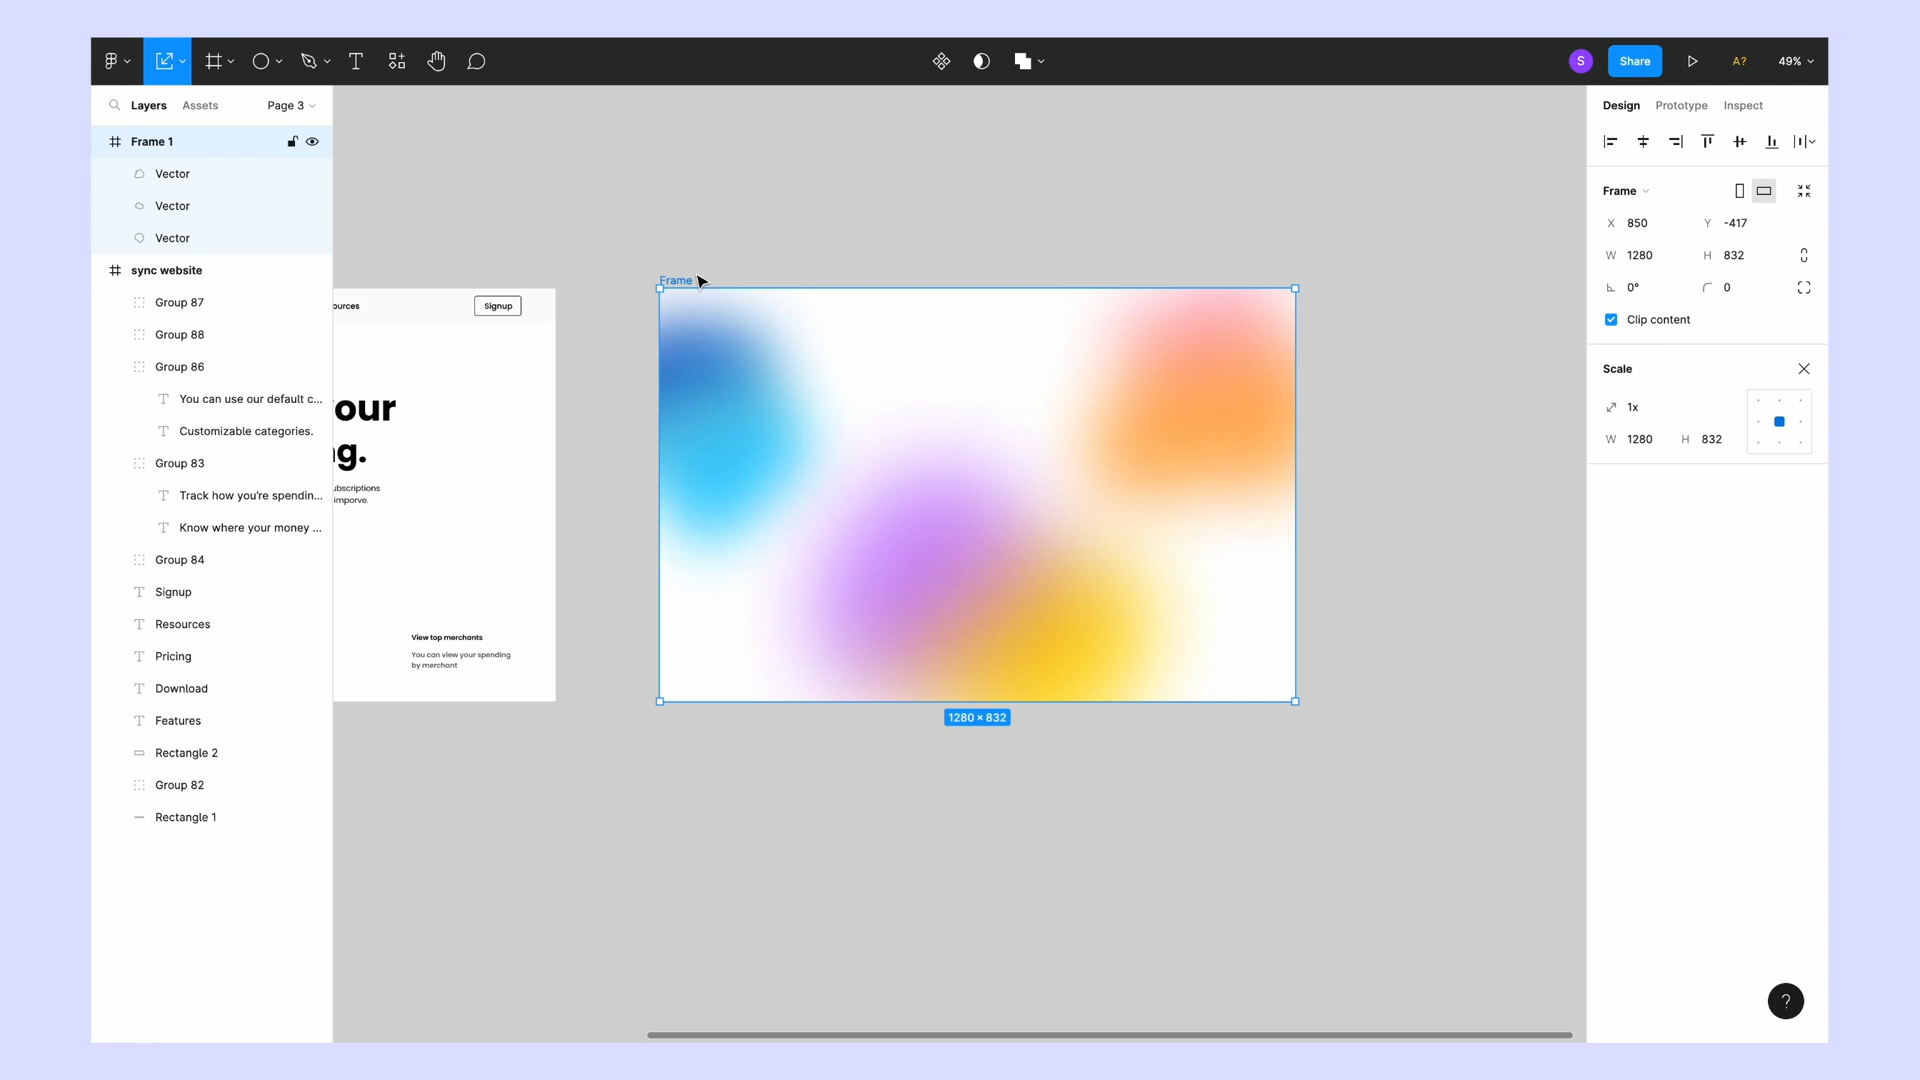 S
Share
A?
49%
Layers
Assets
Page 3
Design
Prototype
Inspect
Frame 1
Vector
Vector
Vector
sync website
Group 87
Group 88
Group 86
You can use our default c...
Customizable categories.
Group 83
Track how you're spendin...
Know where your money ...
Group 84
Signup
Resources
Pricing
Download
Features
Rectangle 2
Group 82
Rectangle 1
ources
Signup
our
g.
ubscriptions
imporve.
View top merchants
You can view your spending
by merchant
Frame
1280 × 832
Frame
X 850 Y -417
W 1280 H 832
0° 0
Clip content
Scale
1x
W 1280 H 832
?